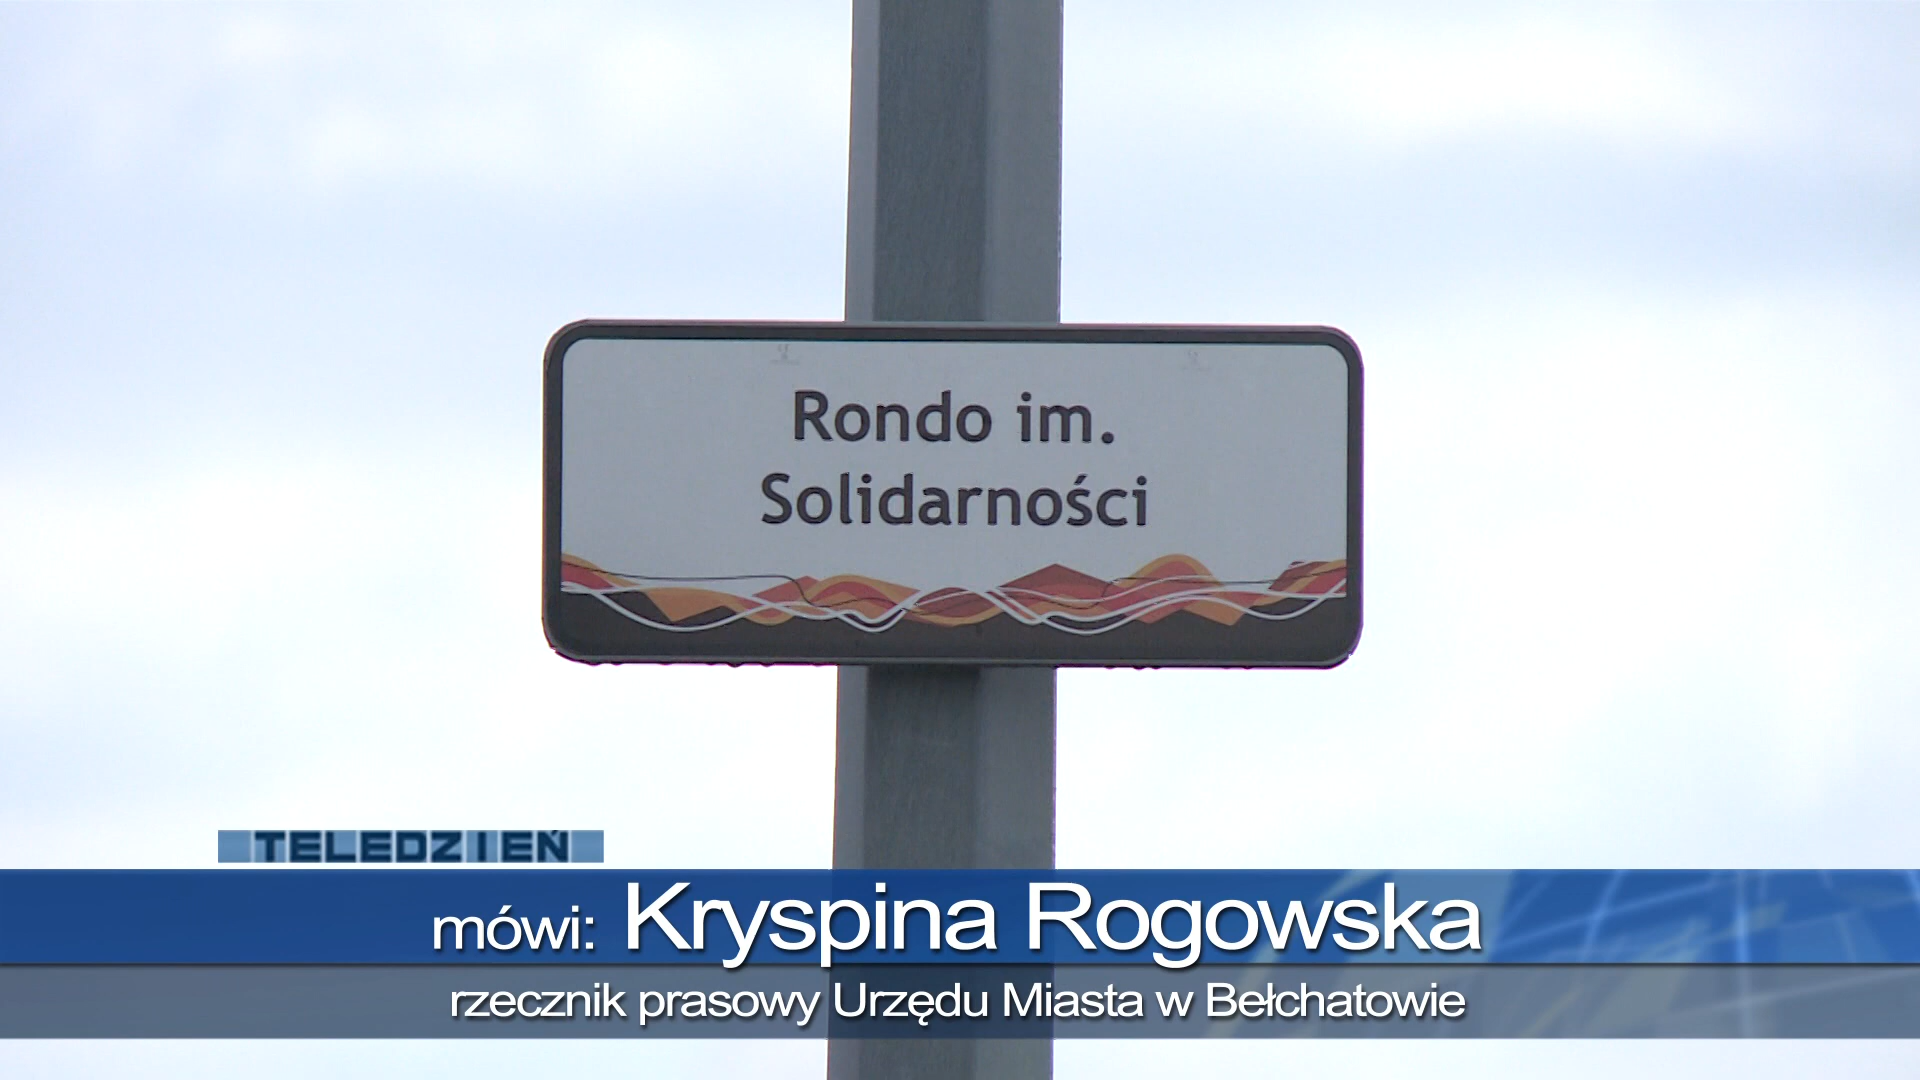 Rondo im.
Solidarności
TELEDZIEŃ
mówi: Kryspina Rogowska
rzecznik prasowy Urzędu Miasta w Bełchatowie